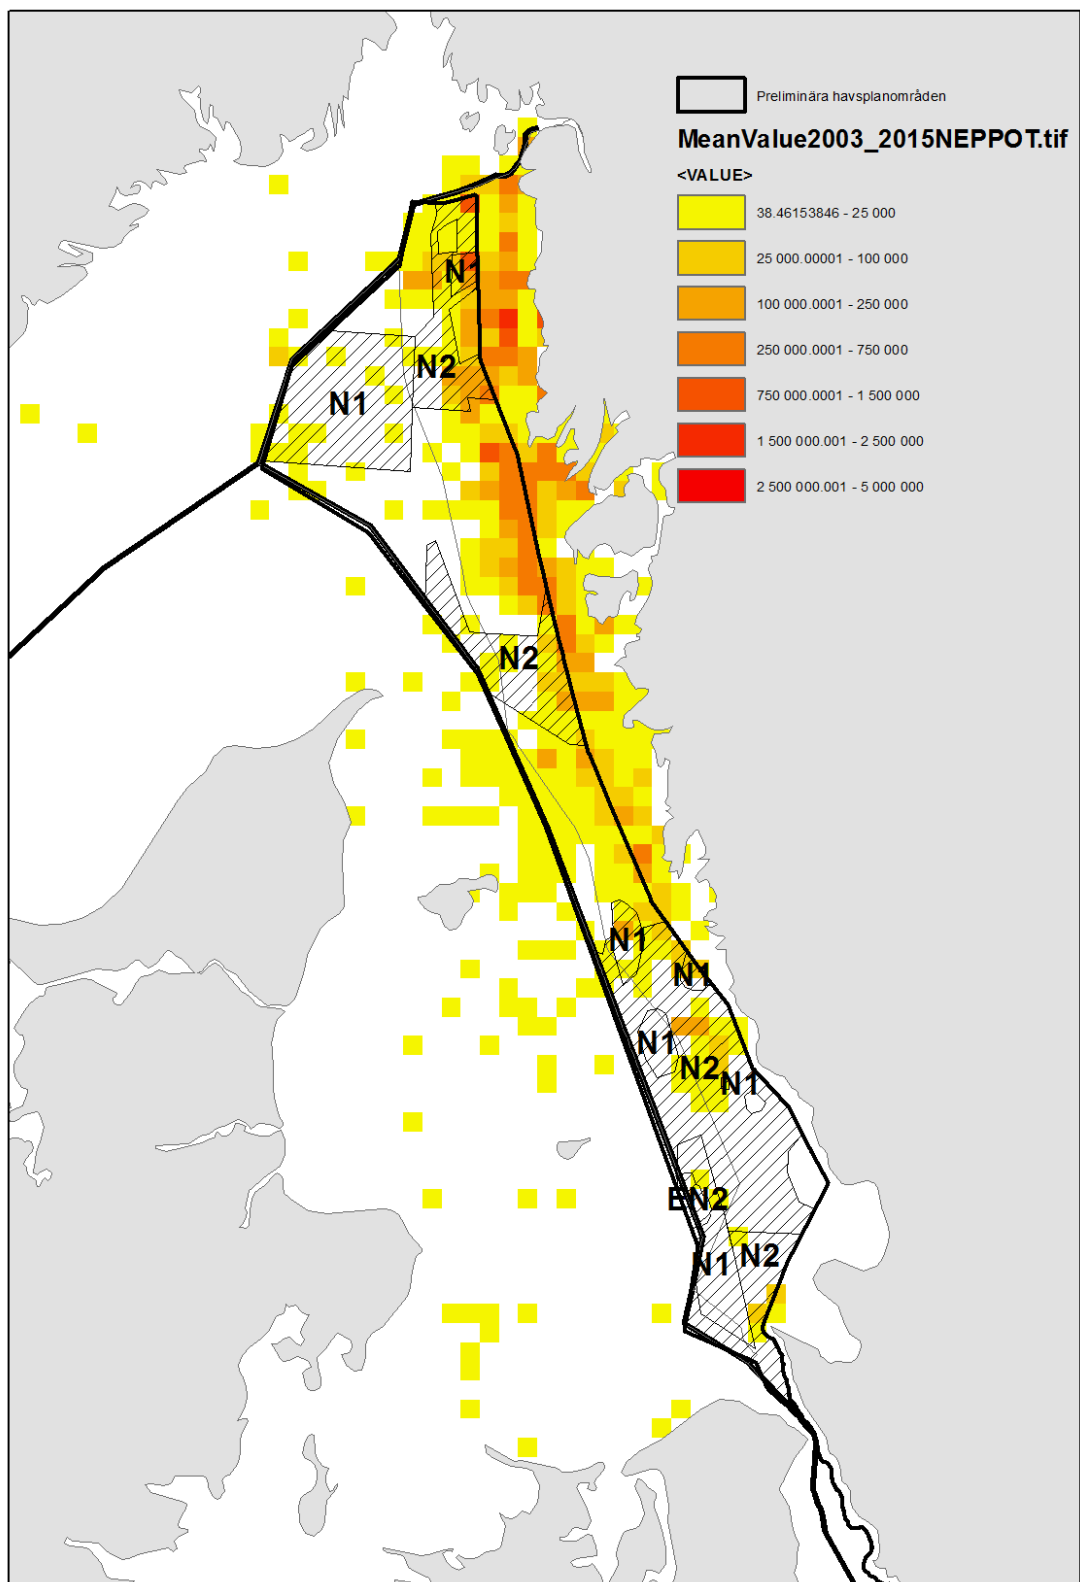 Preliminära havsplanområden
MeanValue2003_2015NEPPOT.tif
<VALUE>
38.46153846 - 25 000
25 000.00001 - 100 000
100 000.0001 - 250 000
250 000.0001 - 750 000
750 000.0001 - 1 500 000
1 500 000.001 - 2 500 000
2 500 000.001 - 5 000 000
N1
N2
N1
N2
N1
N1
N1
N2
N1
EN2
N1
N2